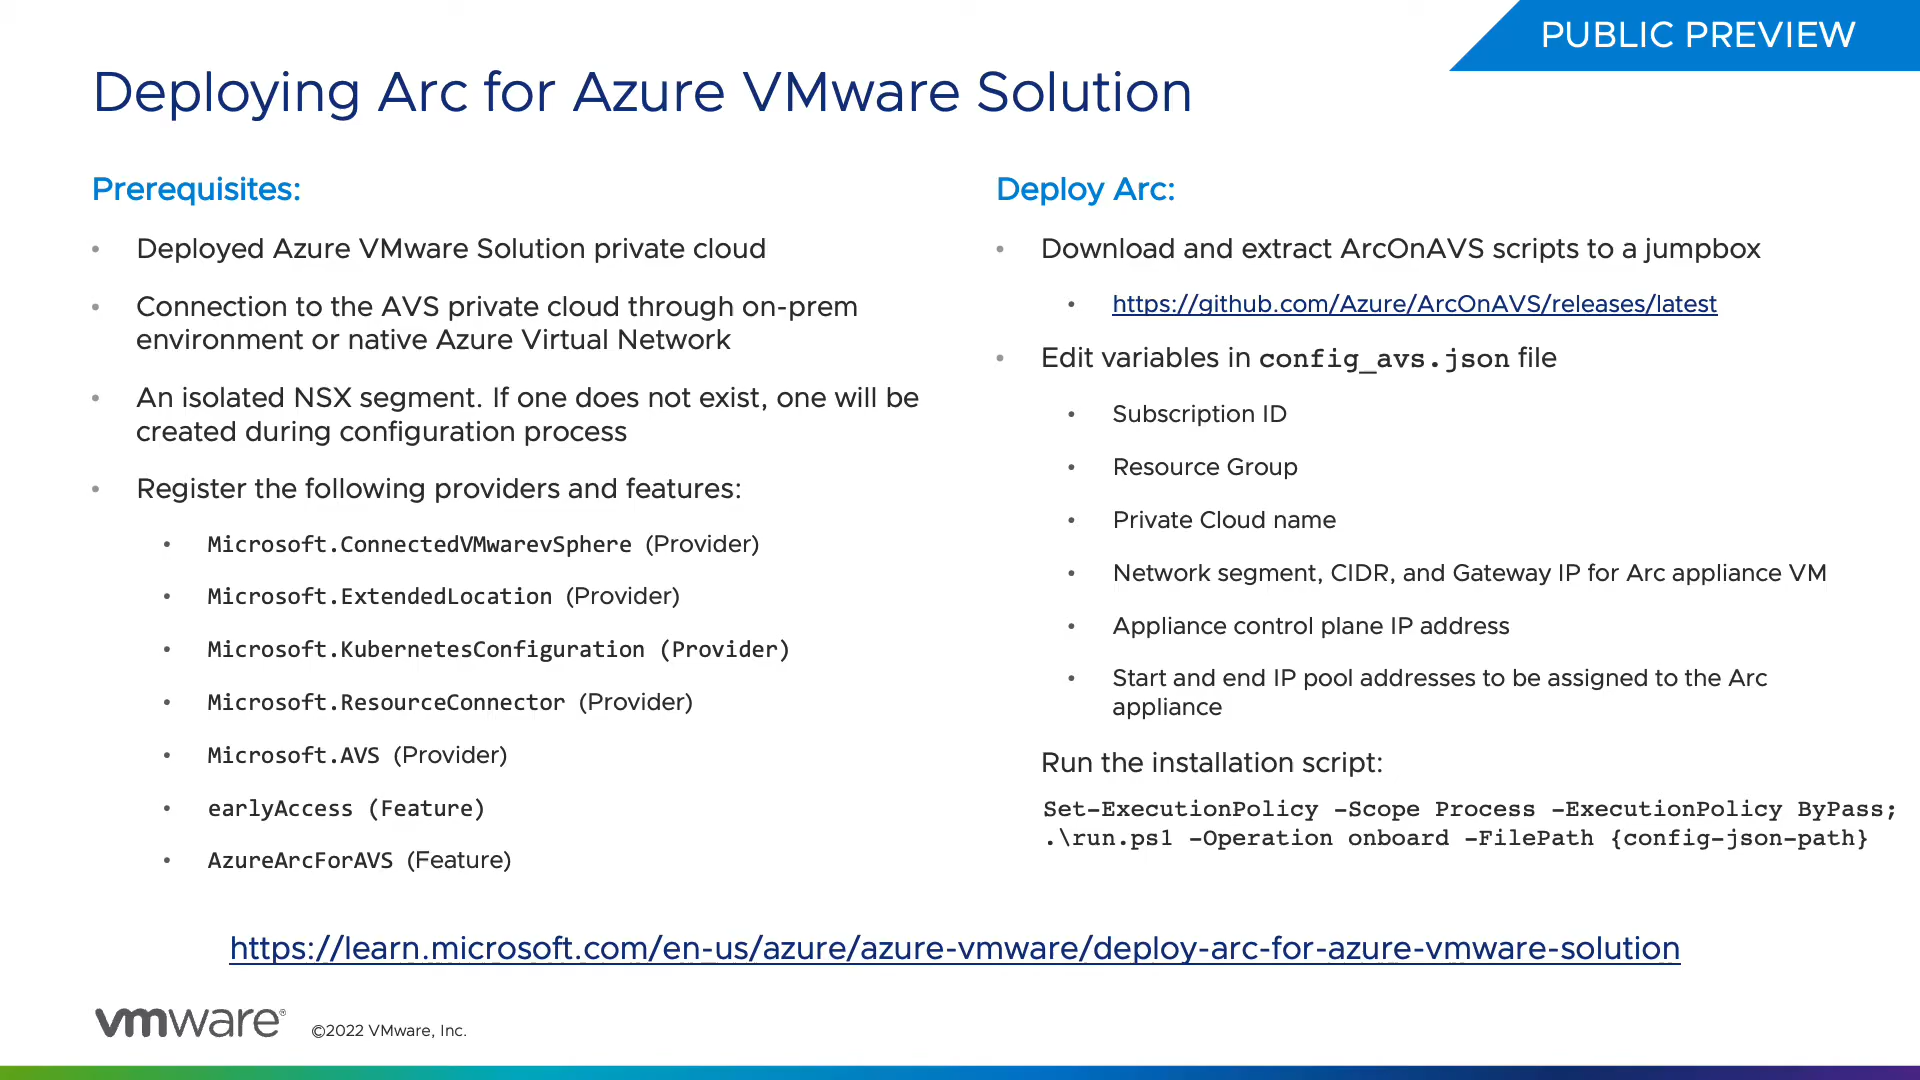 PUBLIC PREVIEW
Deploying Arc for Azure VMware Solution
Prerequisites:
• Deployed Azure VMware Solution private cloud
• Connection to the AVS private cloud through on-prem
environment or native Azure Virtual Network
• An isolated NSX segment. If one does not exist, one will be
created during configuration process
• Register the following providers and features:
• Microsoft.ConnectedVMwarevSphere (Provider)
• Microsoft.ExtendedLocation (Provider)
• Microsoft.KubernetesConfiguration (Provider)
• Microsoft.ResourceConnector (Provider)
• Microsoft.AVS (Provider)
• earlyAccess (Feature)
• AzureArcForAVS (Feature)
Deploy Arc:
• Download and extract ArcOnAVS scripts to a jumpbox
• https://github.com/Azure/ArcOnAVS/releases/latest
• Edit variables in config_avs.json file
• Subscription ID
• Resource Group
• Private Cloud name
• Network segment, CIDR, and Gateway IP for Arc appliance VM
• Appliance control plane IP address
• Start and end IP pool addresses to be assigned to the Arc
appliance
Run the installation script:
Set-ExecutionPolicy -Scope Process -ExecutionPolicy ByPass;
.\run.ps1 -Operation onboard -FilePath {config-json-path}
https://learn.microsoft.com/en-us/azure/azure-vmware/deploy-arc-for-azure-vmware-solution
vmware® ©2022 VMware, Inc.